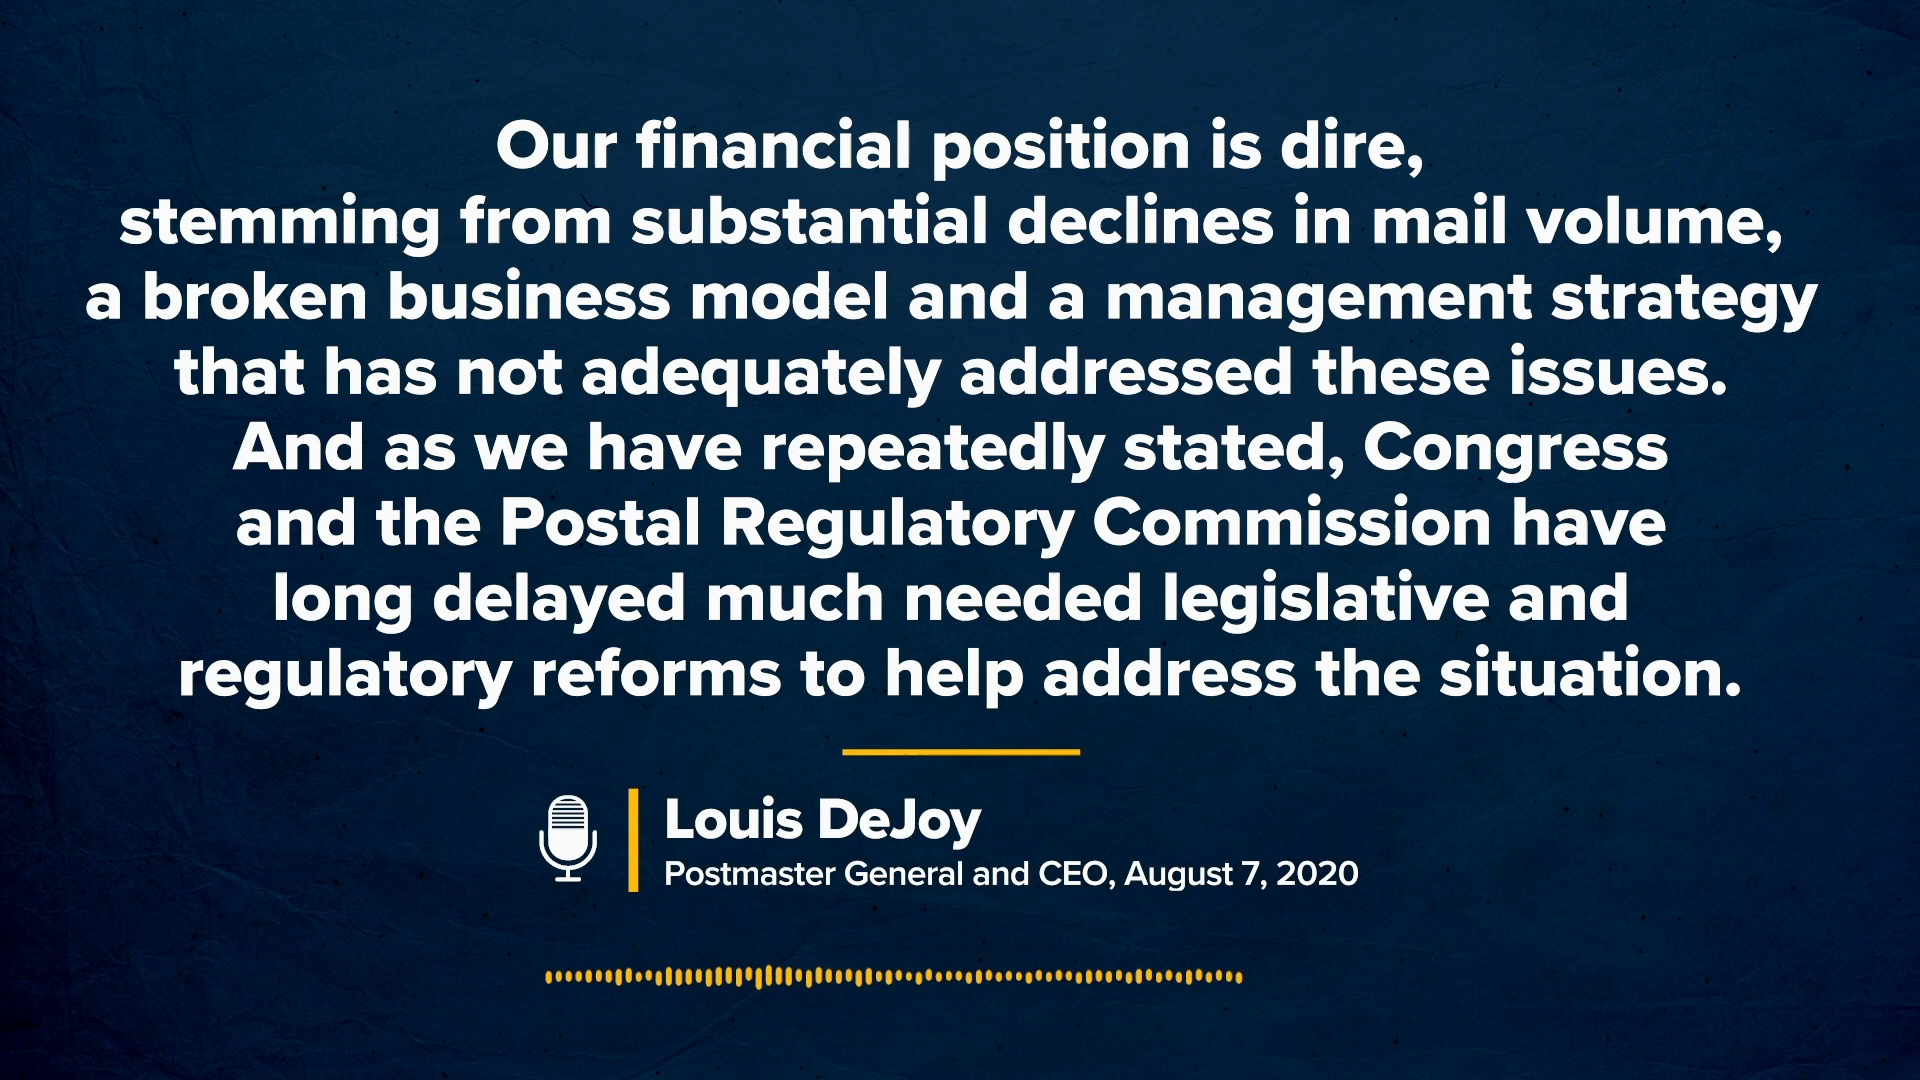 Our financial position is dire,
stemming from substantial declines in mail volume,
a broken business model and a management strategy
that has not adequately addressed these issues.
And as we have repeatedly stated, Congress
and the Postal Regulatory Commission have
long delayed much needed legislative and
regulatory reforms to help address the situation.
Louis DeJoy
Postmaster General and CEO, August 7, 2020